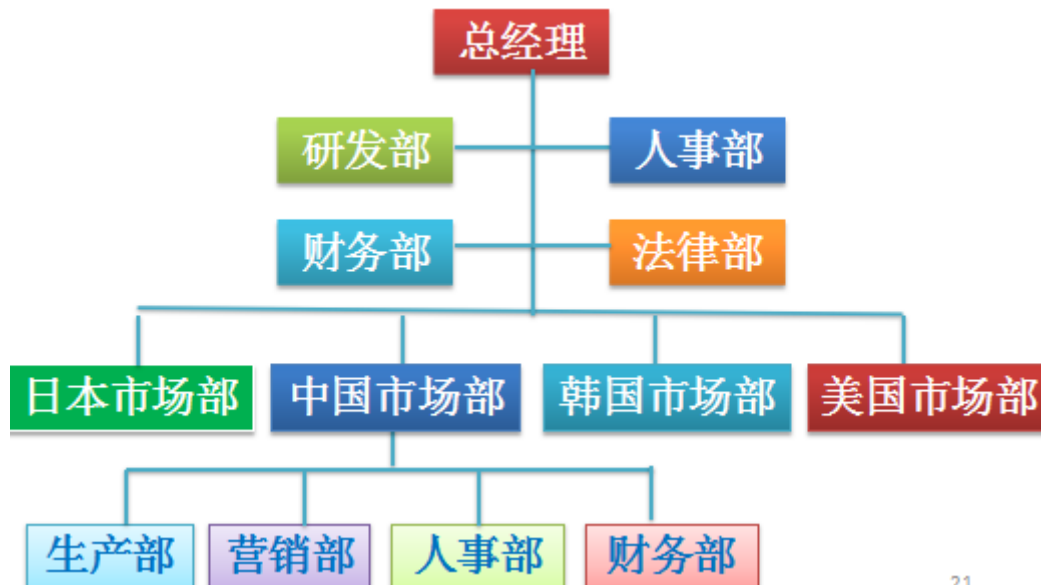 总经理
研发部
人事部
财务部
法律部
日本市场部
中国市场部
韩国市场部
美国市场部
生产部
营销部
人事部
财务部
21